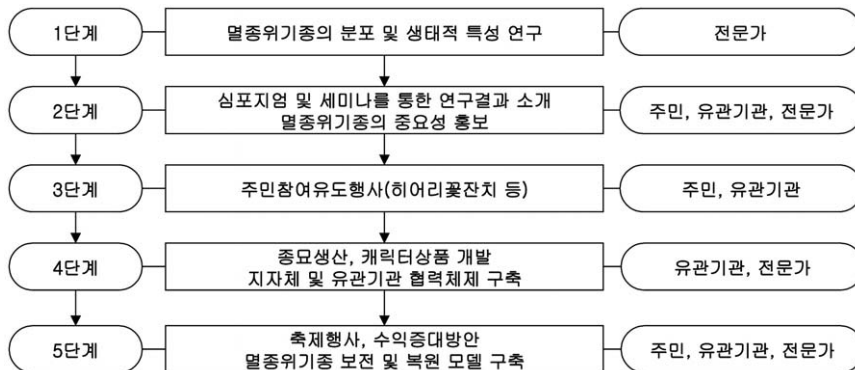 1단계
멸종위기종의 분포 및 생태적 특성 연구
전문가
2단계
심포지엄 및 세미나를 통한 연구결과 소개
멸종위기종의 중요성 홍보
주민, 유관기관, 전문가
3단계
주민참여유도행사(히어리꽃잔치 등)
주민, 유관기관
4단계
종묘생산, 캐릭터상품 개발
지자체 및 유관기관 협력체제 구축
유관기관, 전문가
5단계
축제행사, 수익증대방안
멸종위기종 보전 및 복원 모델 구축
주민, 유관기관, 전문가